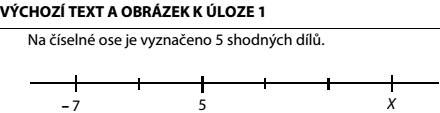 VÝCHOZÍ TEXT A OBRÁZEK K ÚLOZE 1
Na číselné ose je vyznačeno 5 shodných dílů.
– 7 5 X